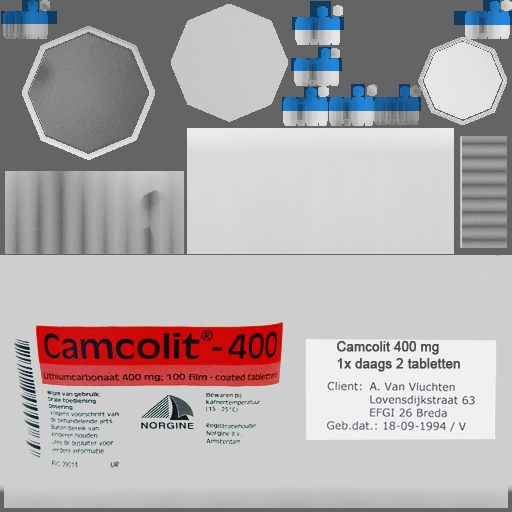 Camcolit® - 400
Lithiumcarbonaat 400 mg; 100 film - coated tabletten
Wijze van gebruik:
Orale toediening.
Dosering:
Volgens voorschrift van
de behandelende arts.
Buiten bereik van
kinderen houden.
Lees de bijsluiter voor
verdere informatie
RVG 09013 UR
NORGINE
Bewaren bij
kamertemperatuur
(15 - 25°C)
Registratiehouder
Norgine B.V.
Amsterdam
Camcolit 400 mg
1x daags 2 tabletten
Client: A. Van Vluchten
Lovensdijkstraat 63
EFGI 26 Breda
Geb.dat.: 18-09-1994 / V